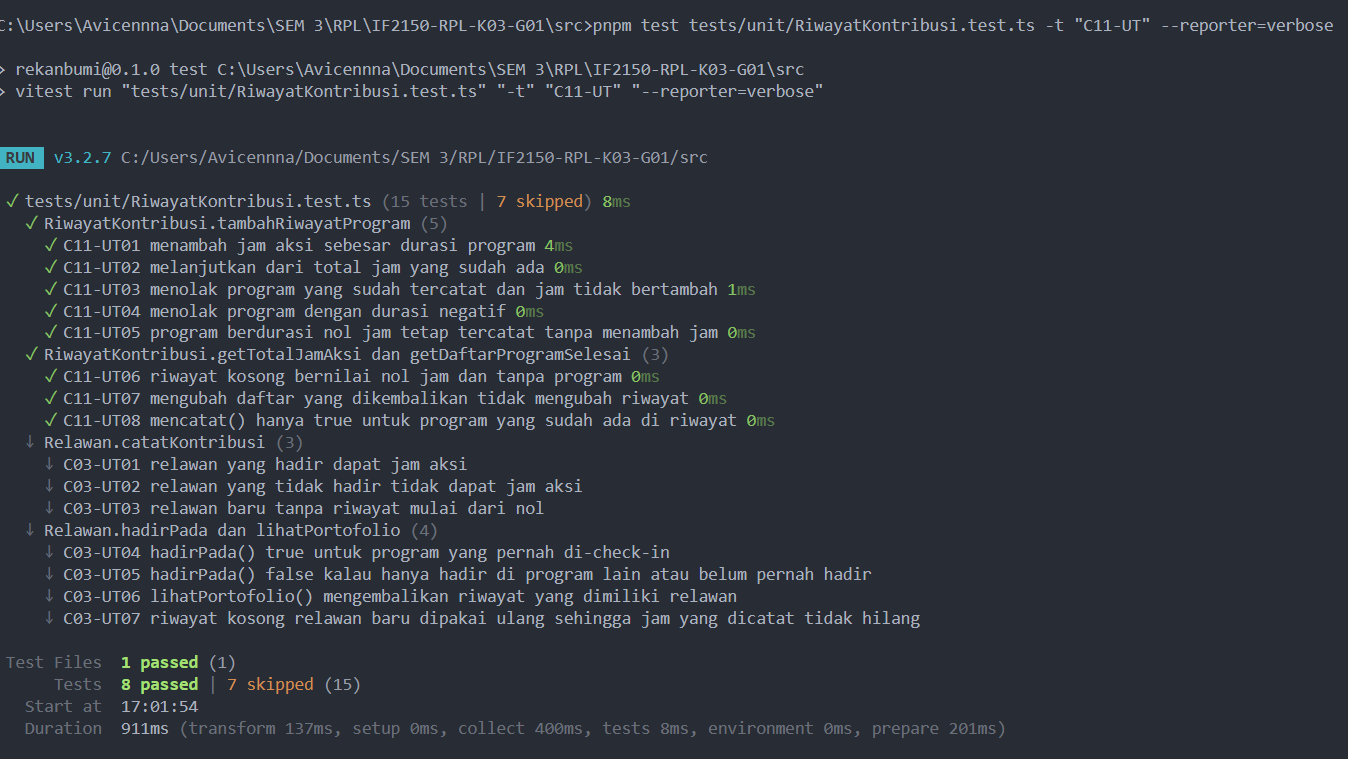 C:\Users\Avicennna\Documents\SEM 3\RPL\IF2150-RPL-K03-G01\src>pnpm test tests/unit/RiwayatKontribusi.test.ts -t "C11-UT" --reporter=verbose
> rekanbumi@0.1.0 test C:\Users\Avicennna\Documents\SEM 3\RPL\IF2150-RPL-K03-G01\src
> vitest run "tests/unit/RiwayatKontribusi.test.ts" "-t" "C11-UT" "--reporter=verbose"
RUN v3.2.7 C:/Users/Avicennna/Documents/SEM 3/RPL/IF2150-RPL-K03-G01/src
✓ tests/unit/RiwayatKontribusi.test.ts (15 tests | 7 skipped) 8ms
✓ RiwayatKontribusi.tambahRiwayatProgram (5)
✓ C11-UT01 menambah jam aksi sebesar durasi program 4ms
✓ C11-UT02 melanjutkan dari total jam yang sudah ada 0ms
✓ C11-UT03 menolak program yang sudah tercatat dan jam tidak bertambah 1ms
✓ C11-UT04 menolak program dengan durasi negatif 0ms
✓ C11-UT05 program berdurasi nol jam tetap tercatat tanpa menambah jam 0ms
✓ RiwayatKontribusi.getTotalJamAksi dan getDaftarProgramSelesai (3)
✓ C11-UT06 riwayat kosong bernilai nol jam dan tanpa program 0ms
✓ C11-UT07 mengubah daftar yang dikembalikan tidak mengubah riwayat 0ms
✓ C11-UT08 mencatat() hanya true untuk program yang sudah ada di riwayat 0ms
↓ Relawan.catatKontribusi (3)
↓ C03-UT01 relawan yang hadir dapat jam aksi
↓ C03-UT02 relawan yang tidak hadir tidak dapat jam aksi
↓ C03-UT03 relawan baru tanpa riwayat mulai dari nol
↓ Relawan.hadirPada dan lihatPortofolio (4)
↓ C03-UT04 hadirPada() true untuk program yang pernah di-check-in
↓ C03-UT05 hadirPada() false kalau hanya hadir di program lain atau belum pernah hadir
↓ C03-UT06 lihatPortofolio() mengembalikan riwayat yang dimiliki relawan
↓ C03-UT07 riwayat kosong relawan baru dipakai ulang sehingga jam yang dicatat tidak hilang
Test Files 1 passed (1)
Tests 8 passed | 7 skipped (15)
Start at 17:01:54
Duration 911ms (transform 137ms, setup 0ms, collect 400ms, tests 8ms, environment 0ms, prepare 201ms)